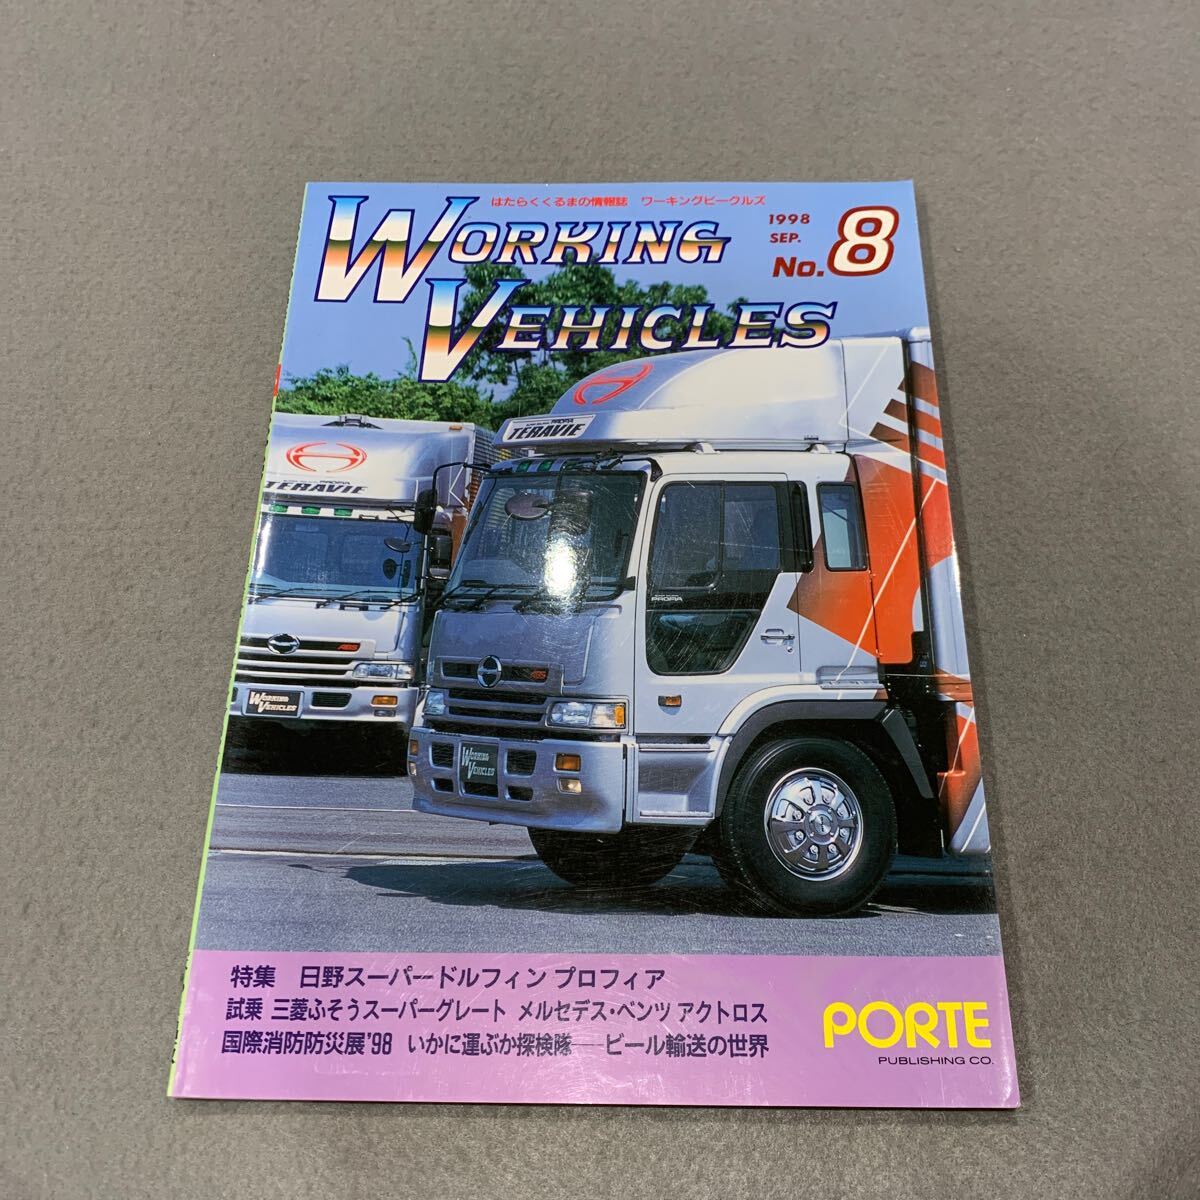 はたらくくるまの情報誌 ワーキングビークルズ
WORKING
VEHICLES
1998
SEP.
No.8
PROFIA
TERAVIE
PROFIA
TERAVIE
PROFIA
ABS
ABS
WORKING
VEHICLES
WORKING
VEHICLES
特集 日野スーパードルフィン プロフィア
試乗 三菱ふそうスーパーグレート メルセデス・ベンツ アクトロス
国際消防防災展'98 いかに運ぶか探検隊──ビール輸送の世界
PORTE
PUBLISHING CO.